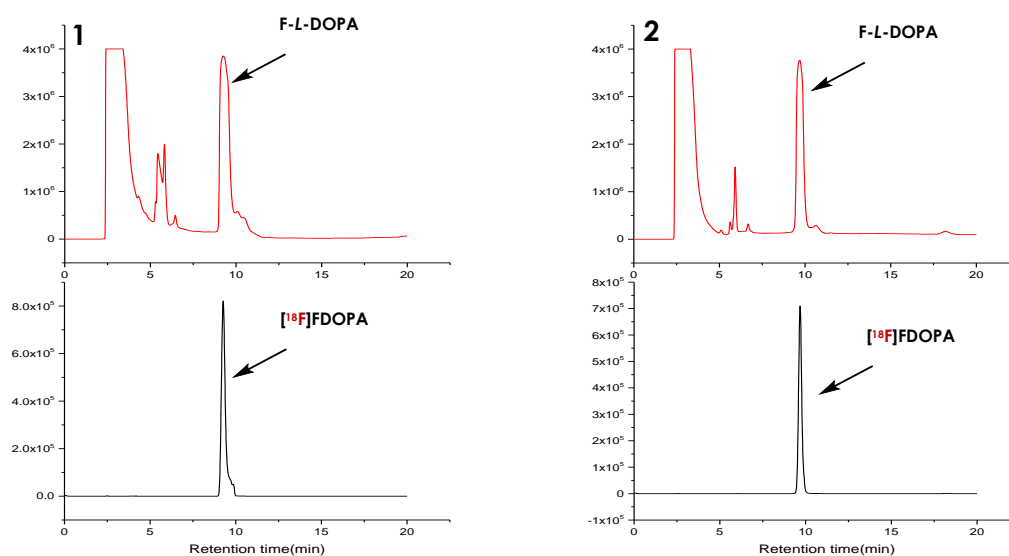 1
F-L-DOPA
4x10⁶
3x10⁶
2x10⁶
1x10⁶
0
0 5 10 15 20
[¹⁸F]FDOPA
8.0x10⁵
6.0x10⁵
4.0x10⁵
2.0x10⁵
0.0
0 5 10 15 20
Retention time(min)
2
F-L-DOPA
4x10⁶
3x10⁶
2x10⁶
1x10⁶
0
0 5 10 15 20
[¹⁸F]FDOPA
8x10⁵
7x10⁵
6x10⁵
5x10⁵
4x10⁵
3x10⁵
2x10⁵
1x10⁵
0
-1x10⁵
0 5 10 15 20
Retention time(min)